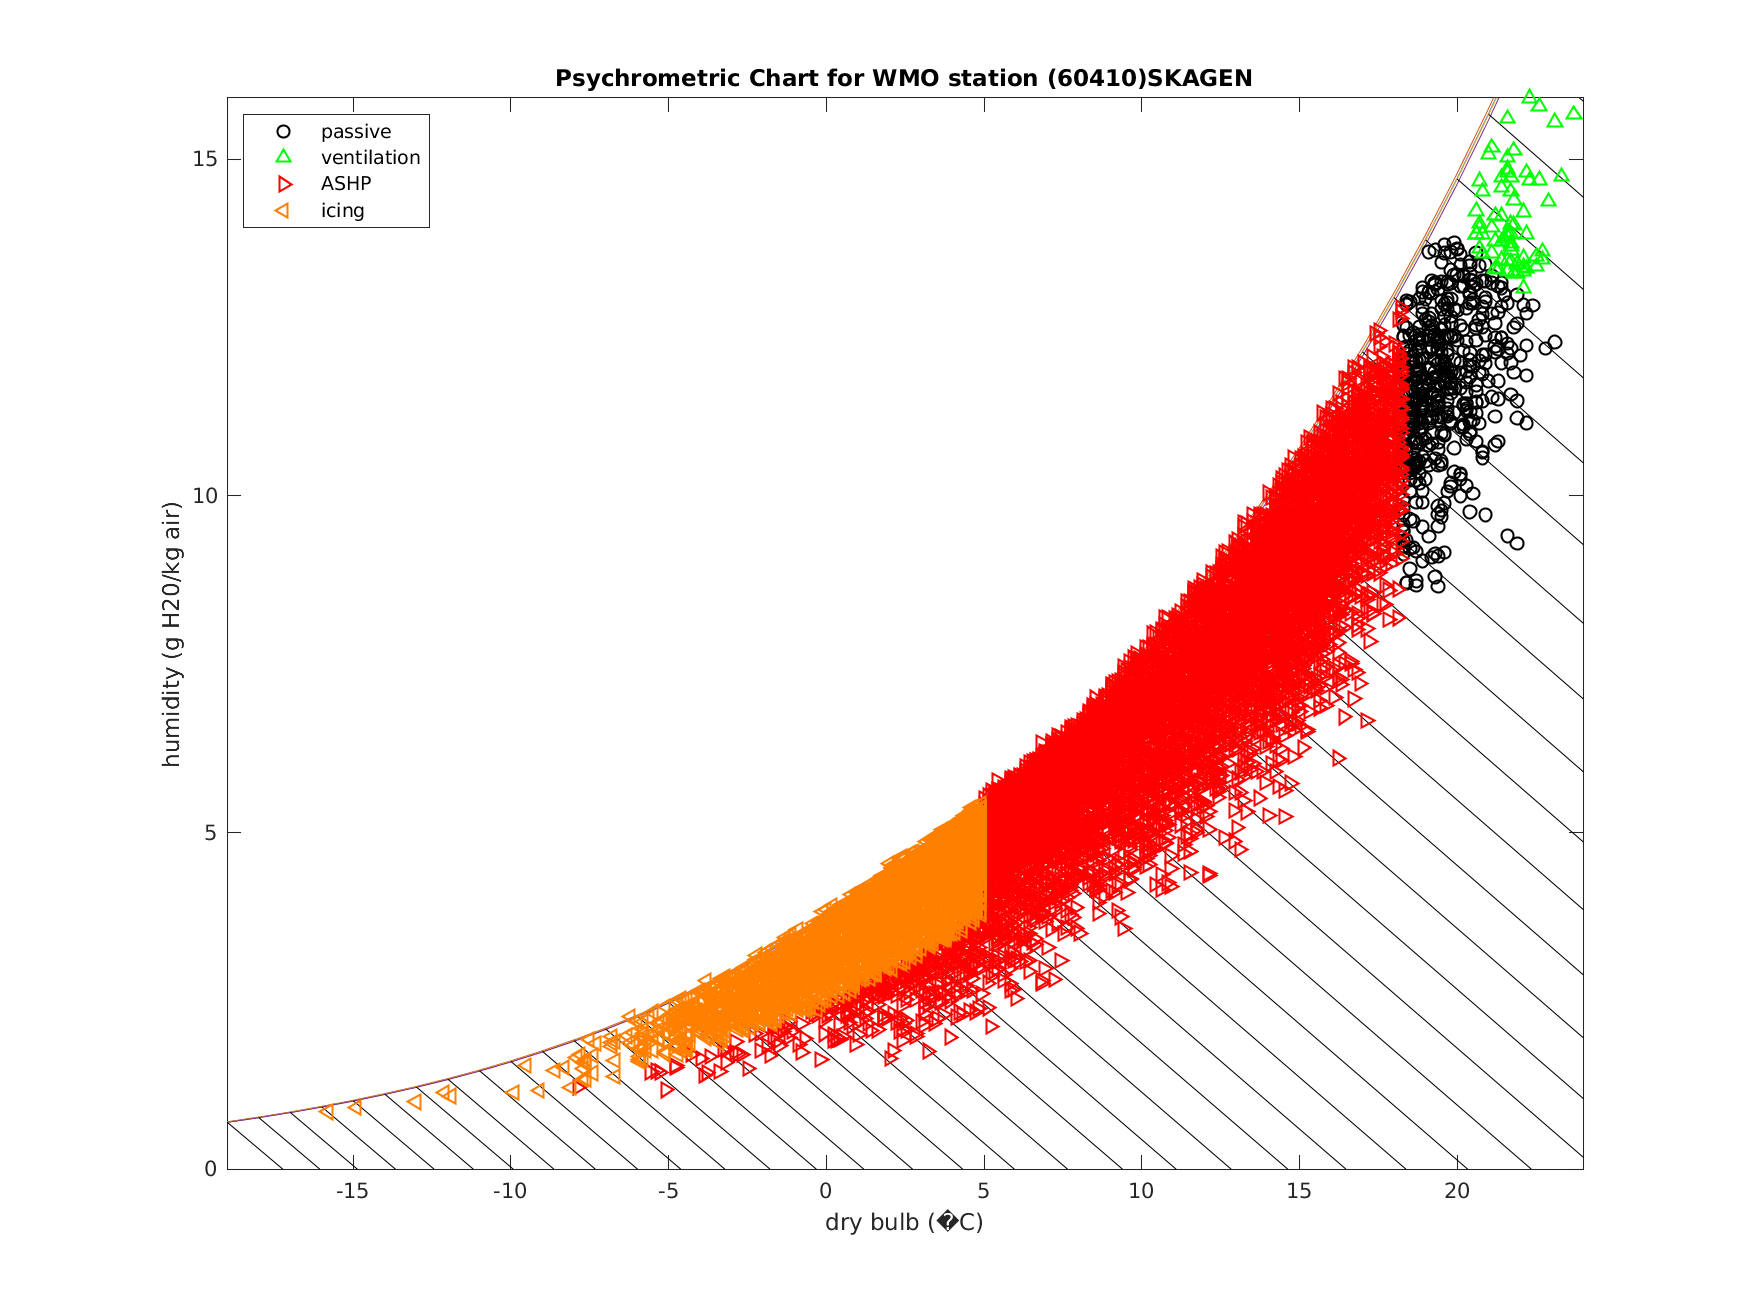 Psychrometric Chart for WMO station (60410)SKAGEN
passive
ventilation
ASHP
icing
15
10
5
0
humidity (g H20/kg air)
-15 -10 -5 0 5 10 15 20
dry bulb (�C)